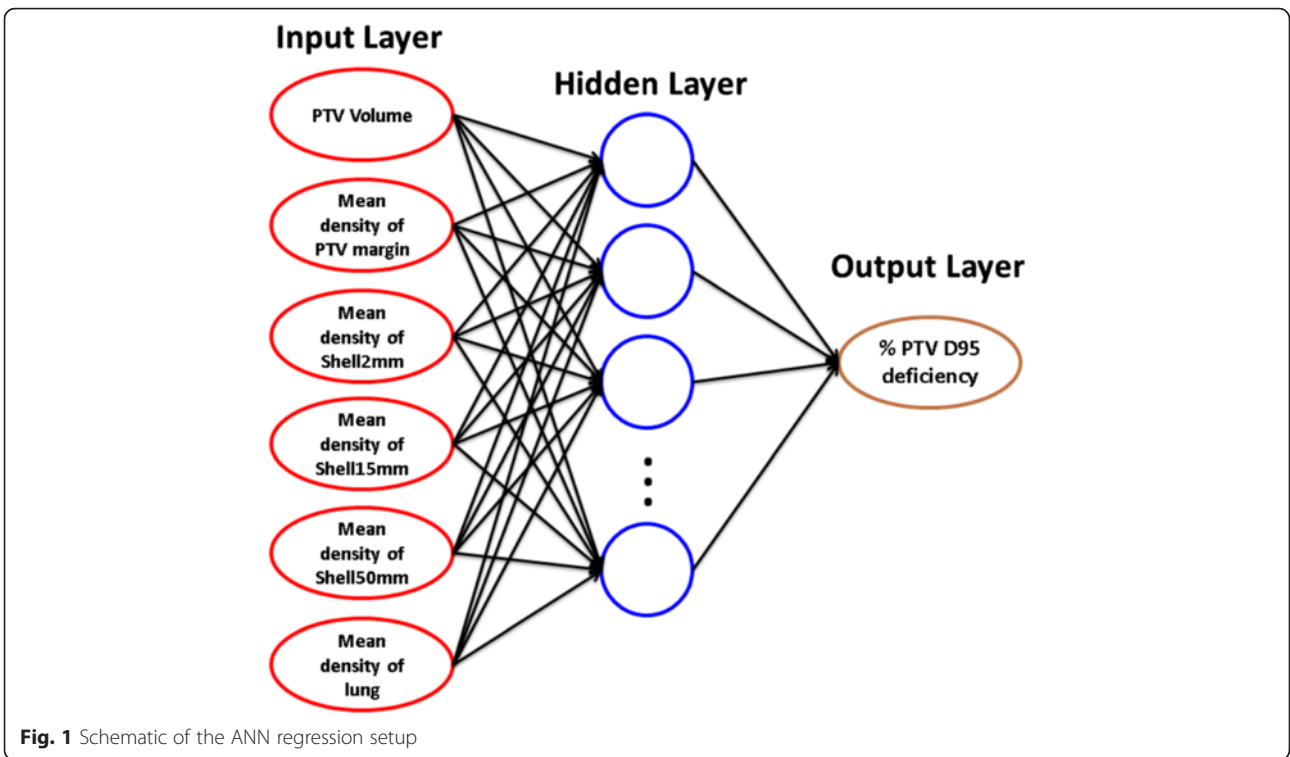 Input Layer
PTV Volume
Mean
density of
PTV margin
Mean
density of
Shell2mm
Mean
density of
Shell15mm
Mean
density of
Shell50mm
Mean
density of
lung
Hidden Layer
Output Layer
% PTV D95
deficiency
Fig. 1 Schematic of the ANN regression setup